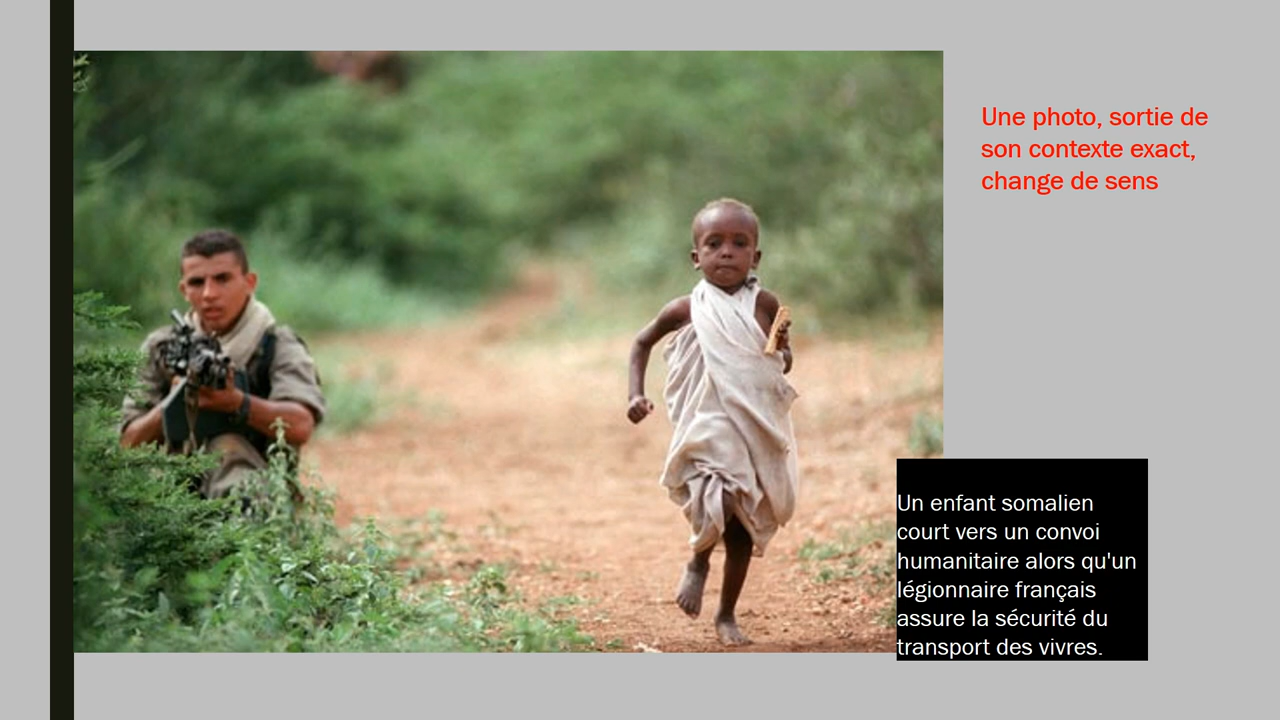 Une photo, sortie de
son contexte exact,
change de sens
Un enfant somalien
court vers un convoi
humanitaire alors qu'un
légionnaire français
assure la sécurité du
transport des vivres.